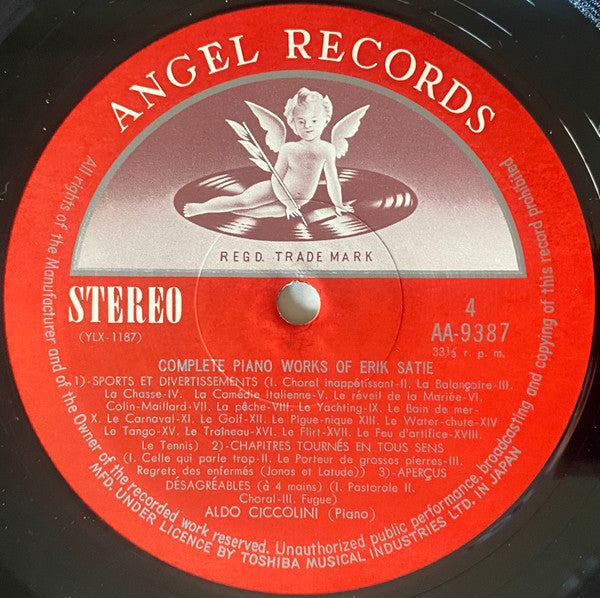 ANGEL RECORDS
REGD. TRADE MARK
STEREO
(YLX-1187)
4
AA-9387
33⅓ r. p. m.
COMPLETE PIANO WORKS OF ERIK SATIE
1)-SPORTS ET DIVERTISSEMENTS (I. Choral inappétissant-II. La Balançoire-III.
La Chasse-IV. La Camédie italienne-V. Le réveil de la Mariée-VI.
Colin-Maillard-VII. La pêche-VIII. Le Yachting-IX. Le Bain de mer-
X. Le Carnaval-XI. Le Golf-XII. Le Pigue-nigue XIII. Le Water-chute-XIV
Le Tango-XV. Le Traîneau-XVI. Le Flirt-XVII. Le Feu d'artifice-XVIII.
Le Tennis) 2)-CHAPITRES TOURNÉS EN TOUS SENS
(I. Celle qui parle trop-II. Le Porteur de grosses pierres-III.
Regrets des enfermés (Jonas et Latude)) 3)-APERÇUS
DÉSAGRÉABLES (à 4 mains) (I. Pastorale II.
Choral-III. Fugue)
ALDO CICCOLINI (Piano)
All rights of the Manufacturer and of the Owner of the recorded work reserved. Unauthorized public performance, broadcasting and copying of this record prohibited
MFD. UNDER LICENCE BY TOSHIBA MUSICAL INDUSTRIES LTD. IN JAPAN